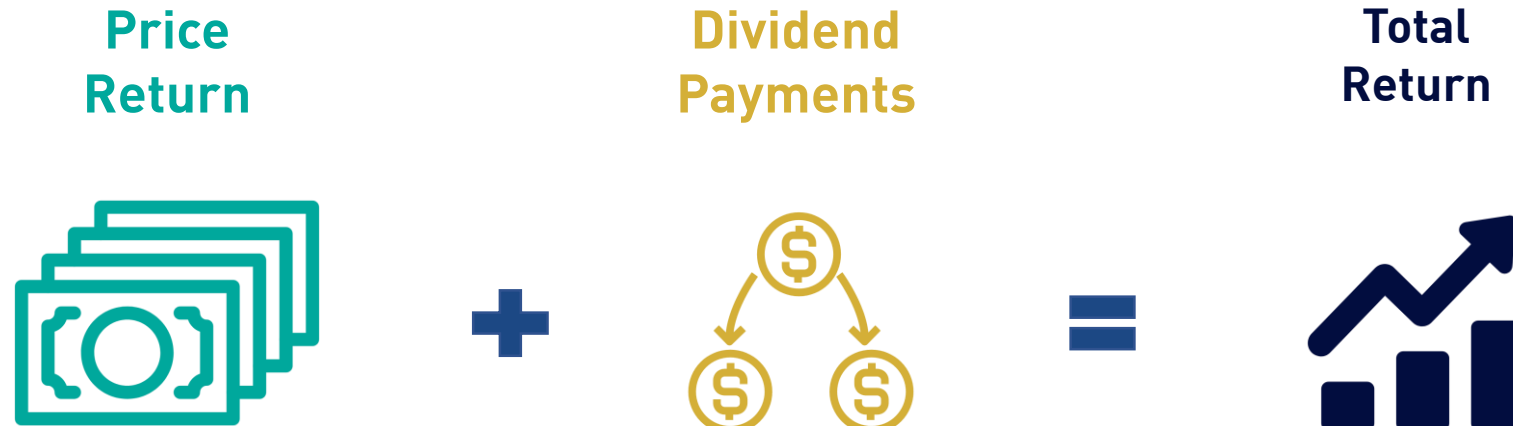 Price
Return
Dividend
Payments
Total
Return
+
=
$
$
$